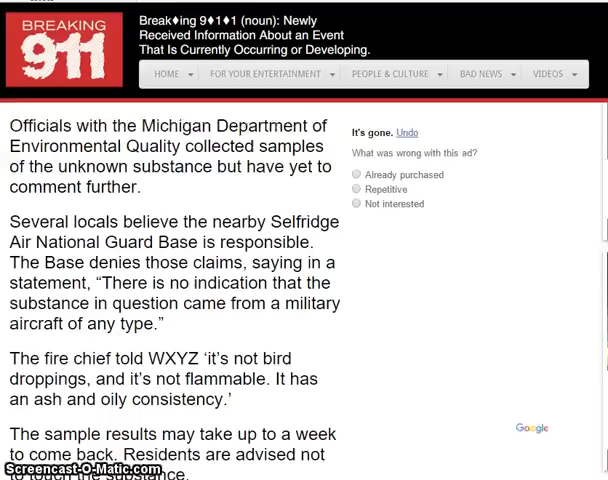 BREAKING
911
Break♦ing 9♦1♦1 (noun): Newly
Received Information About an Event
That Is Currently Occurring or Developing.
HOME FOR YOUR ENTERTAINMENT PEOPLE & CULTURE BAD NEWS VIDEOS
Officials with the Michigan Department of
Environmental Quality collected samples
of the unknown substance but have yet to
comment further.
Several locals believe the nearby Selfridge
Air National Guard Base is responsible.
The Base denies those claims, saying in a
statement, “There is no indication that the
substance in question came from a military
aircraft of any type.”
The fire chief told WXYZ ‘it’s not bird
droppings, and it’s not flammable. It has
an ash and oily consistency.’
The sample results may take up to a week
to come back. Residents are advised not
to touch the substance.
It's gone. Undo
What was wrong with this ad?
Already purchased
Repetitive
Not interested
Google
Screencast-O-Matic.com